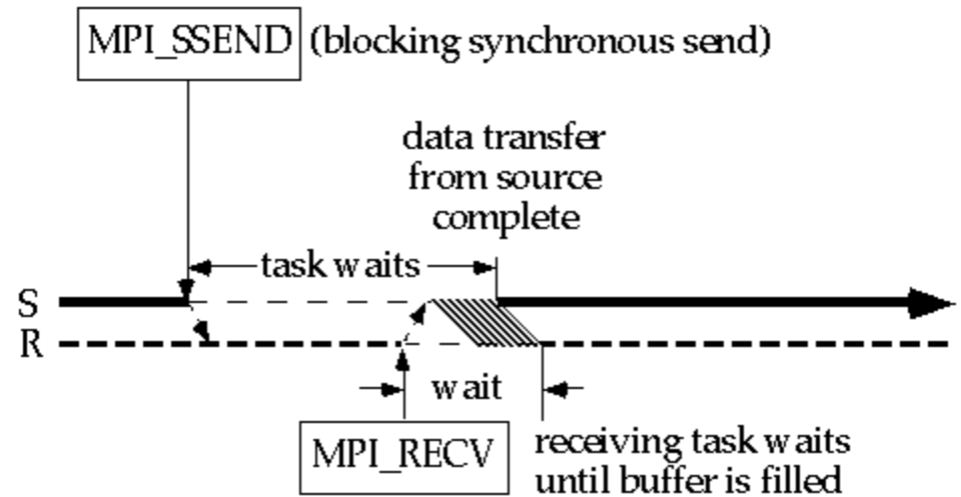 MPI_SSEND (blocking synchronous send)
data transfer
from source
complete
task waits
S
R
wait
MPI_RECV
receiving task waits
until buffer is filled